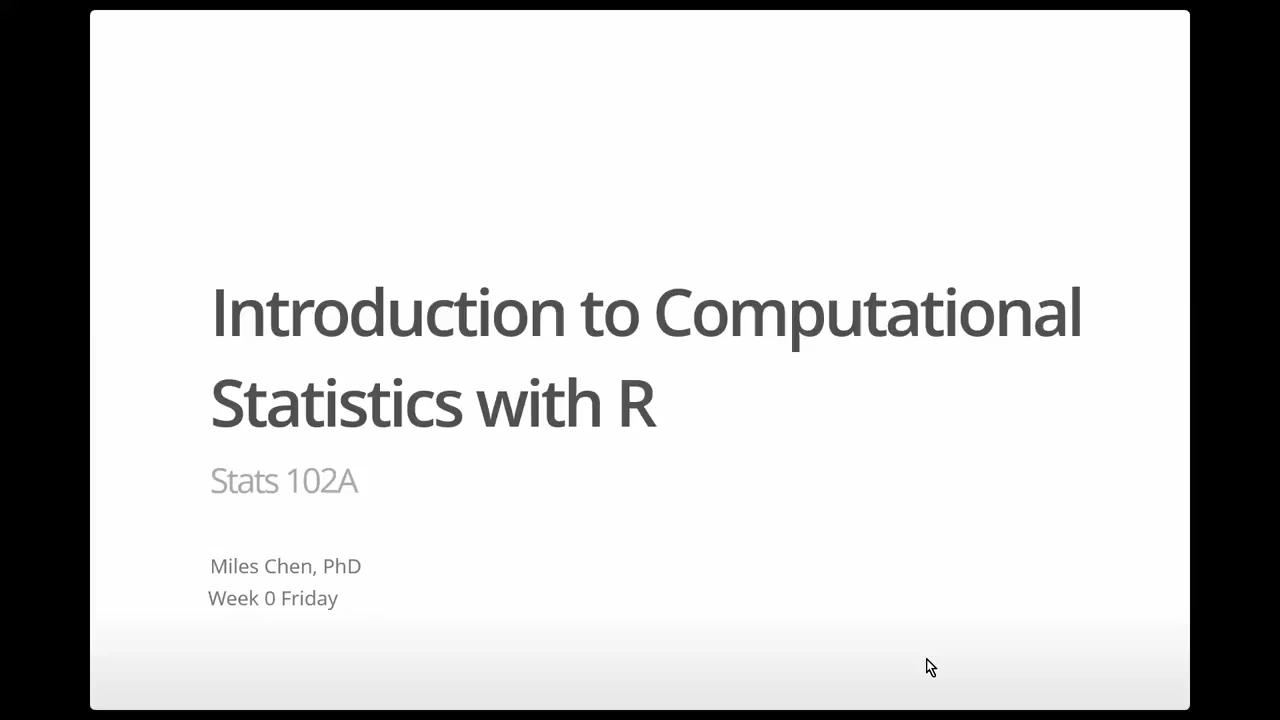 Introduction to Computational
Statistics with R
Stats 102A
Miles Chen, PhD
Week 0 Friday